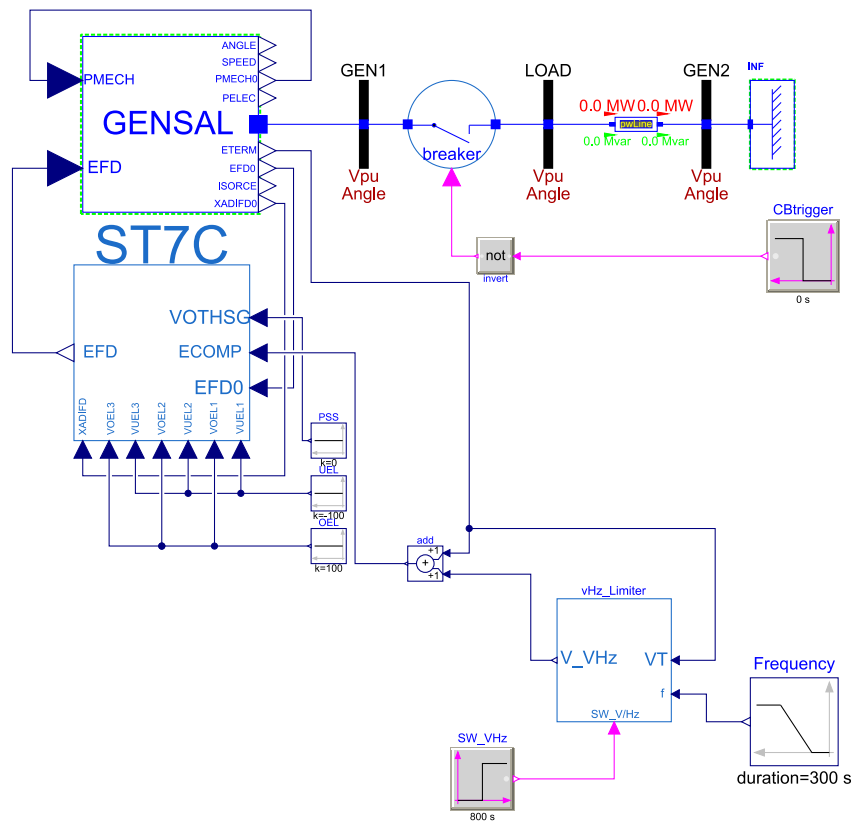 ANGLE
SPEED
PMECH0
PELEC
PMECH
GENSAL
ETERM
EFD
EFD0
ISORCE
XADIFD0
GEN1
Vpu
Angle
breaker
LOAD
Vpu
Angle
0.0 MW 0.0 MW
pwLine
0.0 Mvar 0.0 Mvar
GEN2
Vpu
Angle
INF
CBtrigger
0 s
not
invert
ST7C
VOTHSG
EFD
ECOMP
EFD0
XADIFD
VOEL3
VUEL3
VOEL2
VUEL2
VOEL1
VUEL1
PSS
k=0
UEL
k=-100
OEL
k=100
add
+1
+
+1
vHz_Limiter
V_VHz
VT
f
SW_V/Hz
Frequency
duration=300 s
SW_VHz
800 s